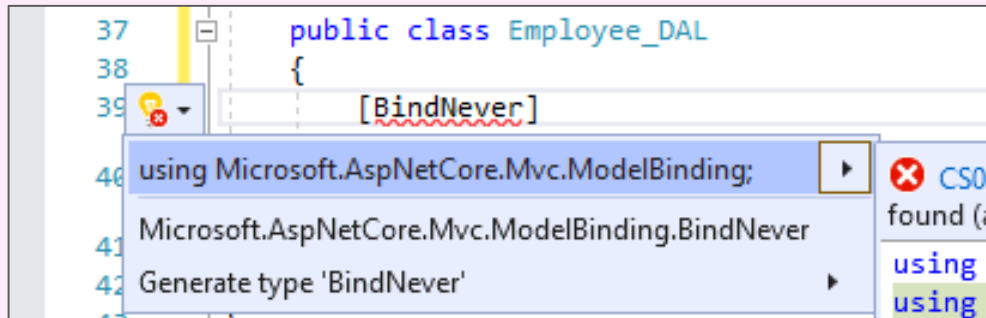 37 public class Employee_DAL
38 {
39 [BindNever]
using Microsoft.AspNetCore.Mvc.ModelBinding;
CS0
found (a
Microsoft.AspNetCore.Mvc.ModelBinding.BindNever
Generate type 'BindNever'
using
using
40
41
42